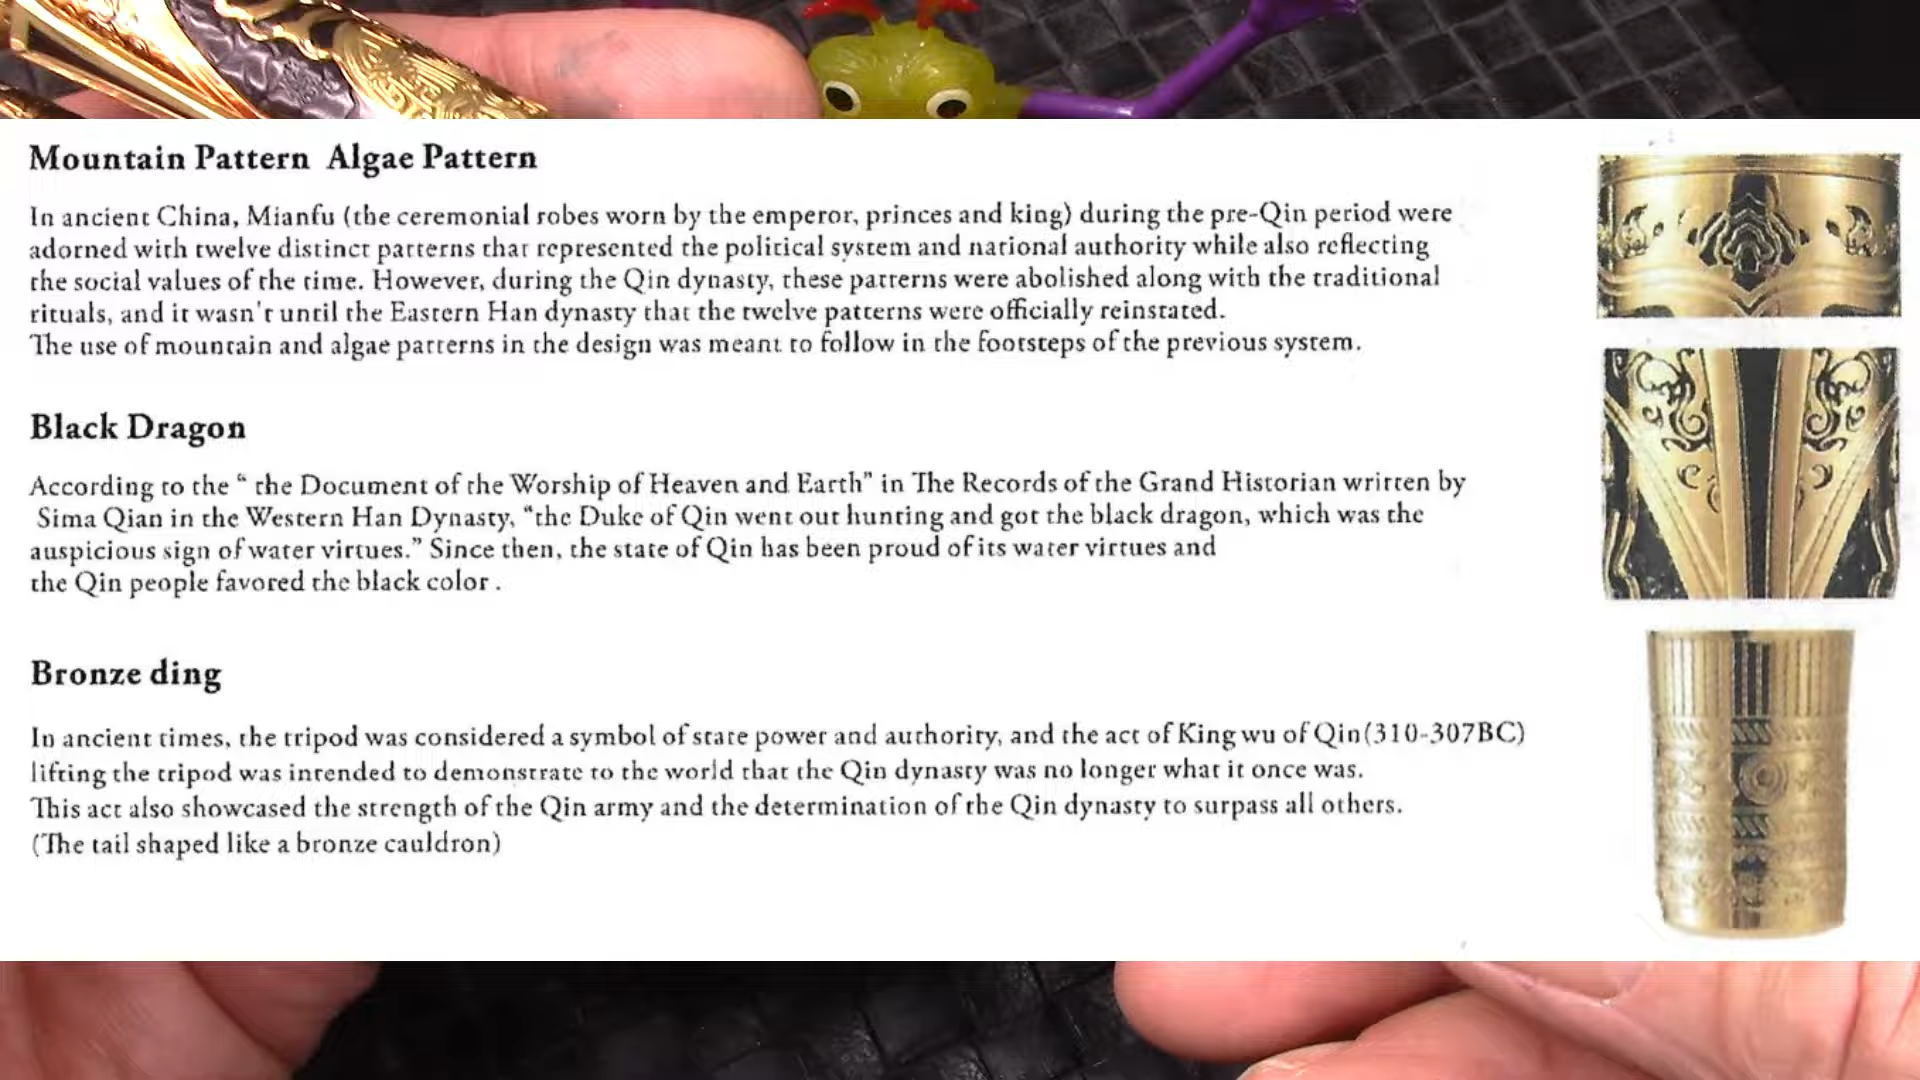 Mountain Pattern Algae Pattern
In ancient China, Mianfu (the ceremonial robes worn by the emperor, princes and king) during the pre-Qin period were
adorned with twelve distinct patterns that represented the political system and national authority while also reflecting
the social values of the time. However, during the Qin dynasty, these patterns were abolished along with the traditional
rituals, and it wasn't until the Eastern Han dynasty that the twelve patterns were officially reinstated.
The use of mountain and algae patterns in the design was meant to follow in the footsteps of the previous system.
Black Dragon
According to the “ the Document of the Worship of Heaven and Earth” in The Records of the Grand Historian written by
Sima Qian in the Western Han Dynasty, “the Duke of Qin went out hunting and got the black dragon, which was the
auspicious sign of water virtues.” Since then, the state of Qin has been proud of its water virtues and
the Qin people favored the black color .
Bronze ding
In ancient times, the tripod was considered a symbol of state power and authority, and the act of King wu of Qin(310-307BC)
lifting the tripod was intended to demonstrate to the world that the Qin dynasty was no longer what it once was.
This act also showcased the strength of the Qin army and the determination of the Qin dynasty to surpass all others.
(The tail shaped like a bronze cauldron)